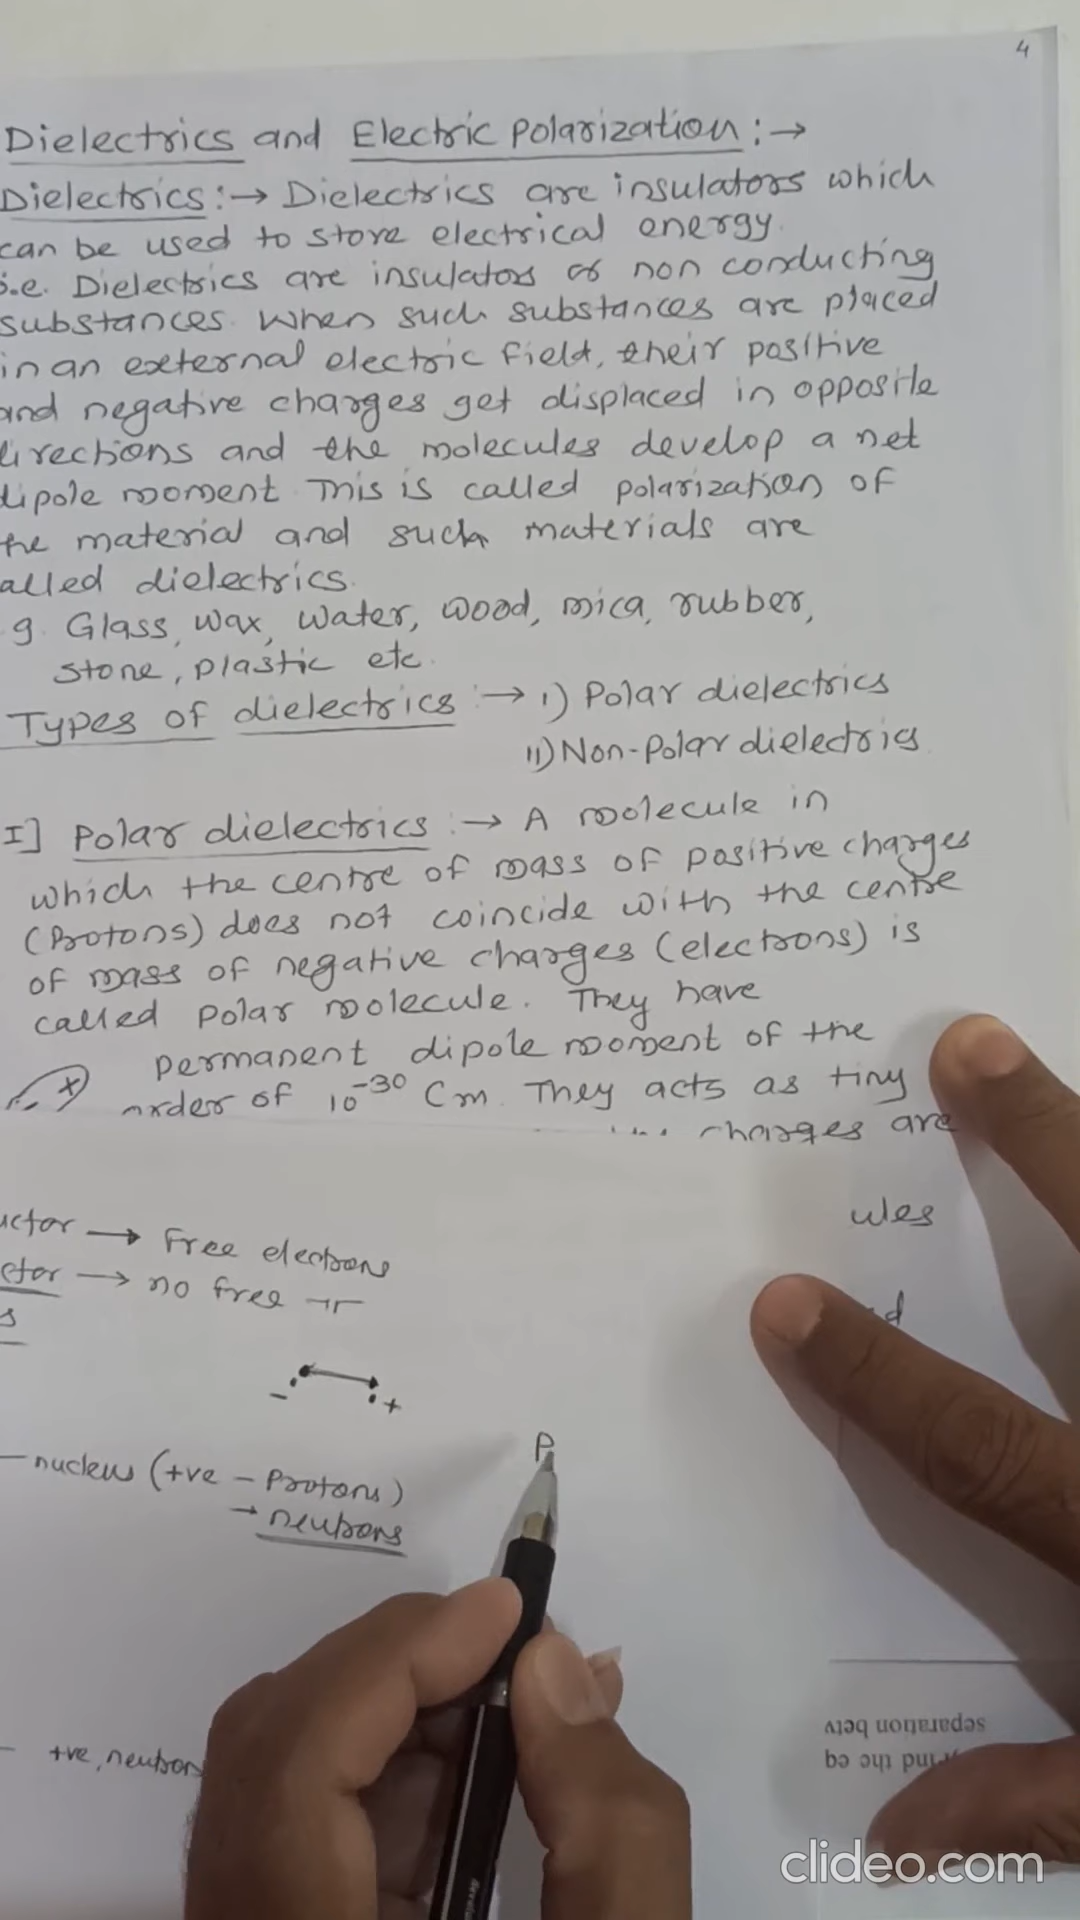 4
Dielectrics and Electric Polarization :→
Dielectrics :→ Dielectrics are insulators which
can be used to store electrical energy.
i.e. Dielectrics are insulators or non conducting
substances. When such substances are placed
in an external electric field, their positive
and negative charges get displaced in opposite
directions and the molecules develop a net
dipole moment. This is called polarization of
the material and such materials are
called dielectrics.
g. Glass, wax, water, wood, mica, rubber,
stone, plastic etc.
Types of dielectrics :→ i) Polar dielectrics
ii) Non-Polar dielectrics
I] Polar dielectrics :→ A molecule in
which the centre of mass of positive charges
(Protons) does not coincide with the centre
of mass of negative charges (electrons) is
called polar molecule. They have
permanent dipole moment of the
order of 10⁻³⁰ Cm. They acts as tiny
charges are
ules
uctor → Free electrons
ctor → no free
s
- +
P
- nucleus (+ve - Protons)
→ neutrons
- +ve, neutron
separation betw
Find the eq
clideo.com